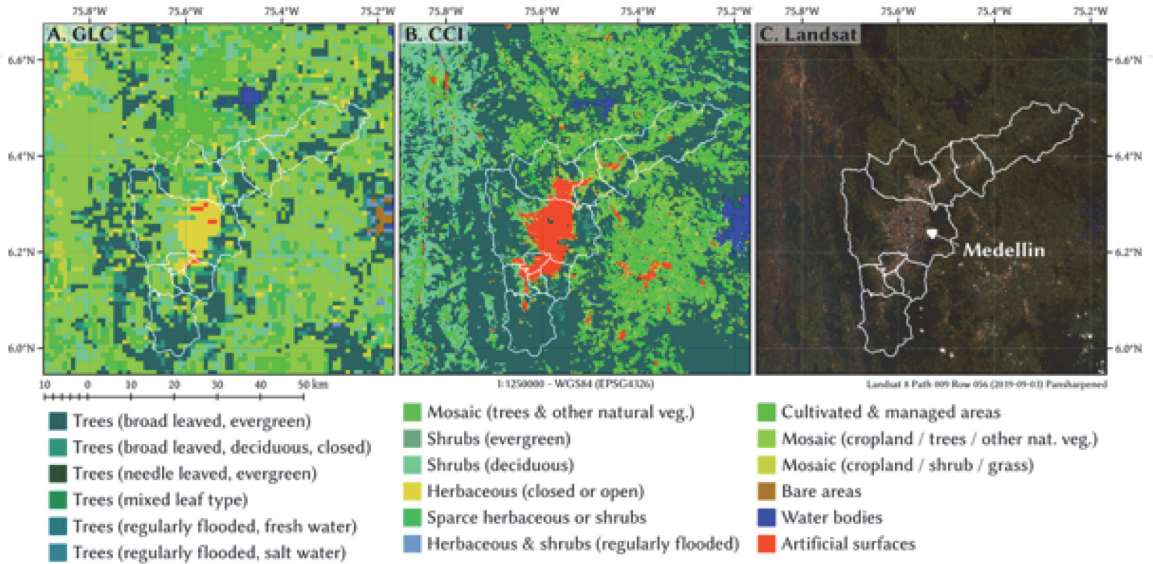 75.8°W 75.6°W 75.4°W 75.2°W 75.8°W 75.6°W 75.4°W 75.2°W 75.8°W 75.6°W 75.4°W 75.2°W
A. GLC B. CCI C. Landsat
6.6°N 6.6°N
6.4°N 6.4°N
6.2°N 6.2°N
Medellin
6.0°N 6.0°N
10 0 10 20 30 40 50 km
1:1250000 - WGS84 (EPSG4326)
Landsat 8 Path 009 Row 056 (2019-09-03) Pansharpened
Trees (broad leaved, evergreen)
Trees (broad leaved, deciduous, closed)
Trees (needle leaved, evergreen)
Trees (mixed leaf type)
Trees (regularly flooded, fresh water)
Trees (regularly flooded, salt water)
Mosaic (trees & other natural veg.)
Shrubs (evergreen)
Shrubs (deciduous)
Herbaceous (closed or open)
Sparce herbaceous or shrubs
Herbaceous & shrubs (regularly flooded)
Cultivated & managed areas
Mosaic (cropland / trees / other nat. veg.)
Mosaic (cropland / shrub / grass)
Bare areas
Water bodies
Artificial surfaces